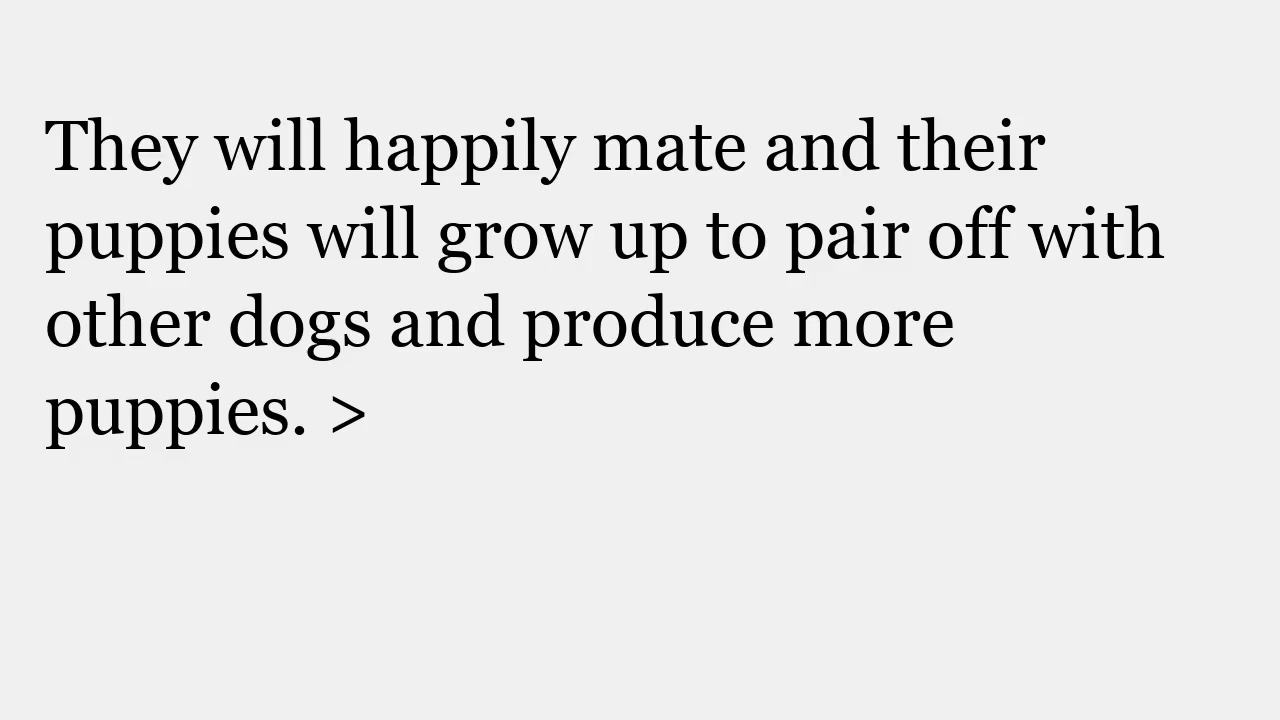 They will happily mate and their
puppies will grow up to pair off with
other dogs and produce more
puppies. >